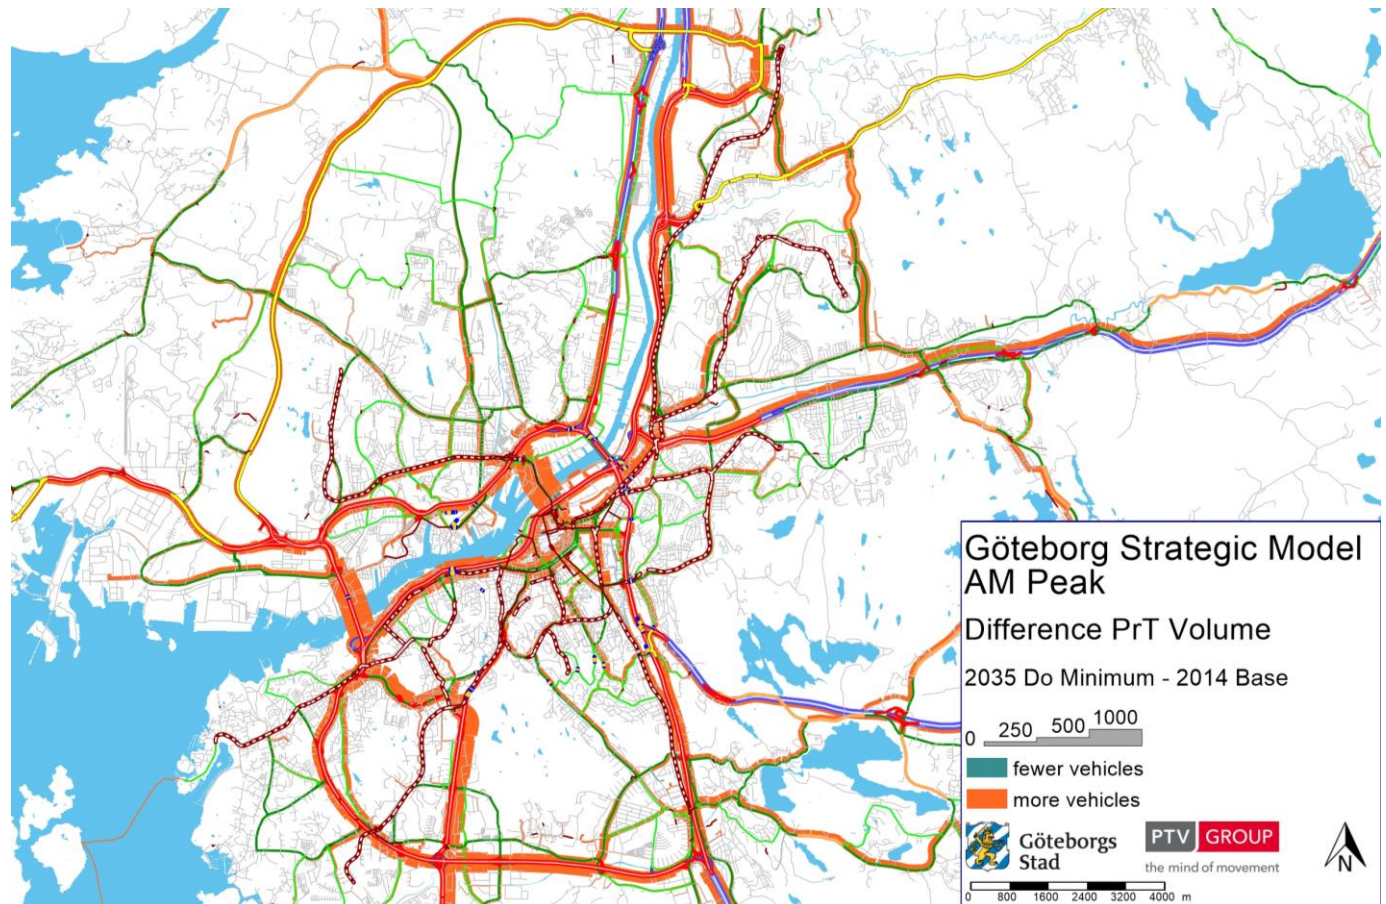 Göteborg Strategic Model
AM Peak
Difference PrT Volume
2035 Do Minimum - 2014 Base
0 250 500 1000
fewer vehicles
more vehicles
Göteborgs
Stad
PTV GROUP
the mind of movement
N
0 800 1600 2400 3200 4000 m